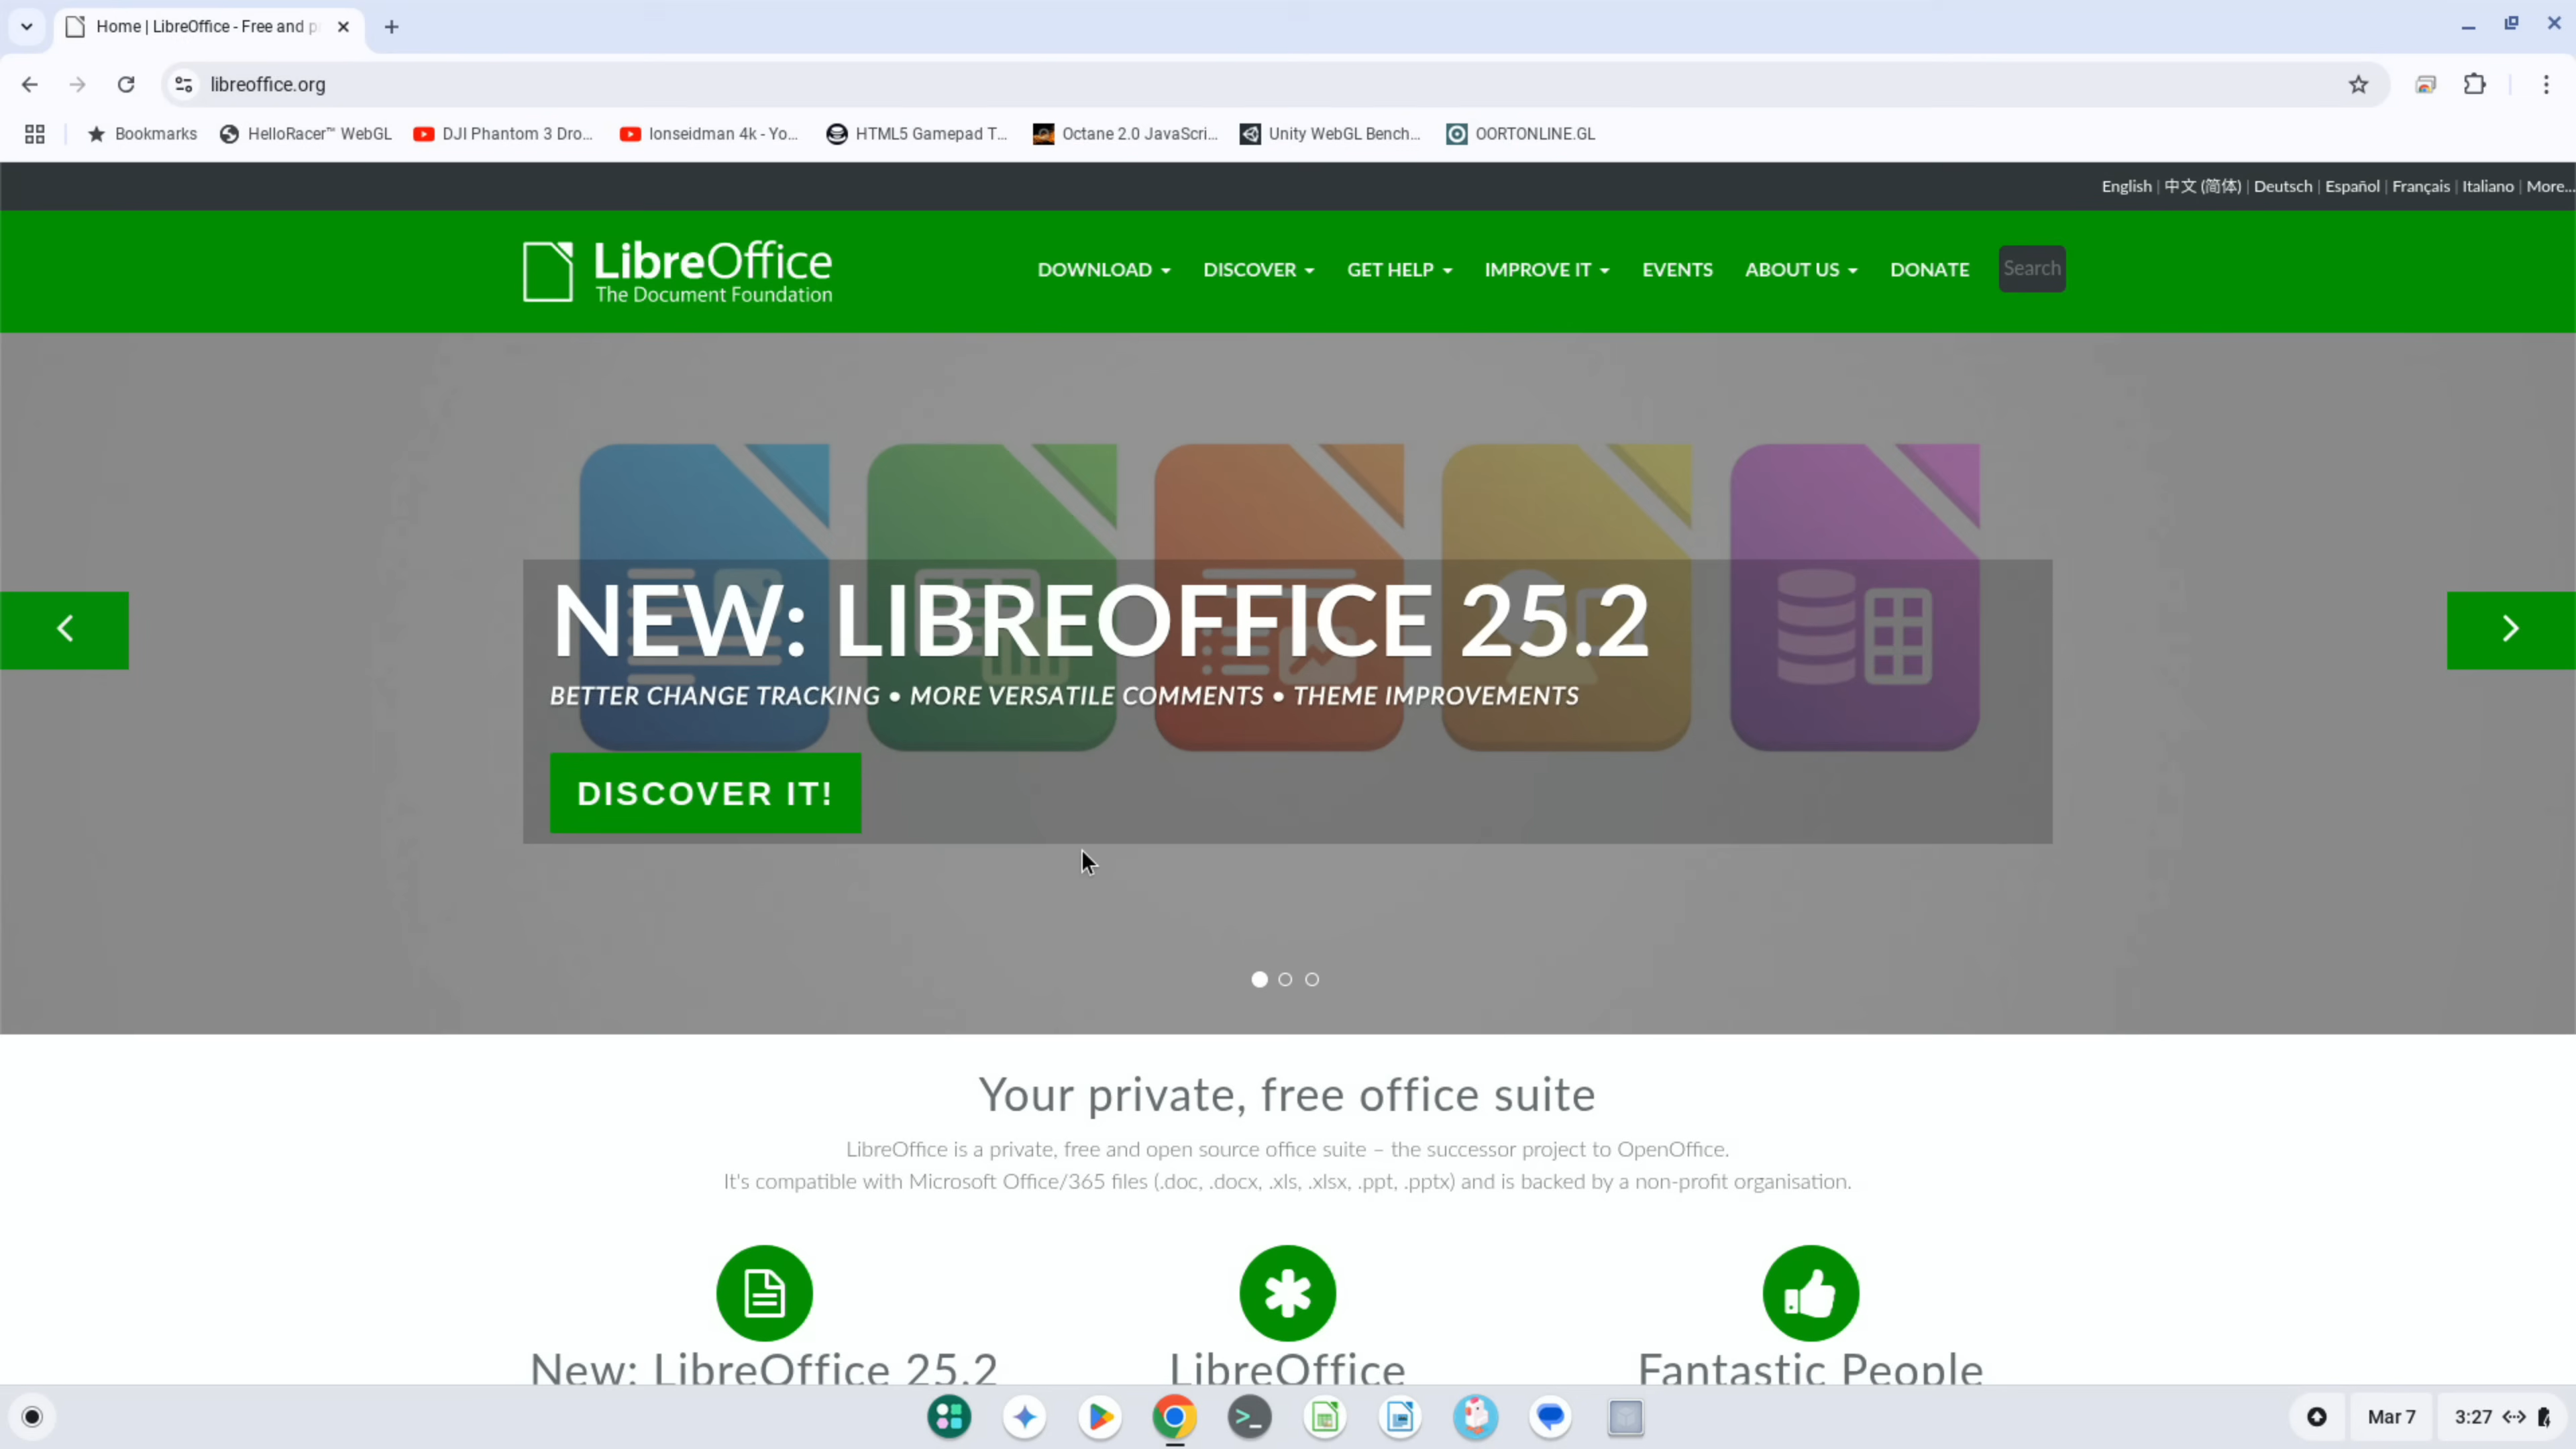 Home | LibreOffice - Free and p
libreoffice.org
Bookmarks
HelloRacer™ WebGL
DJI Phantom 3 Dro...
Ionseidman 4k - Yo...
HTML5 Gamepad T...
Octane 2.0 JavaScri...
Unity WebGL Bench...
OORTONLINE.GL
English | 中文 (简体) | Deutsch | Español | Français | Italiano | More...
LibreOffice
The Document Foundation
DOWNLOAD
DISCOVER
GET HELP
IMPROVE IT
EVENTS
ABOUT US
DONATE
Search
NEW: LIBREOFFICE 25.2
BETTER CHANGE TRACKING • MORE VERSATILE COMMENTS • THEME IMPROVEMENTS
DISCOVER IT!
Your private, free office suite
LibreOffice is a private, free and open source office suite – the successor project to OpenOffice.
It's compatible with Microsoft Office/365 files (.doc, .docx, .xls, .xlsx, .ppt, .pptx) and is backed by a non-profit organisation.
New: LibreOffice 25.2
LibreOffice
Fantastic People
Mar 7
3:27